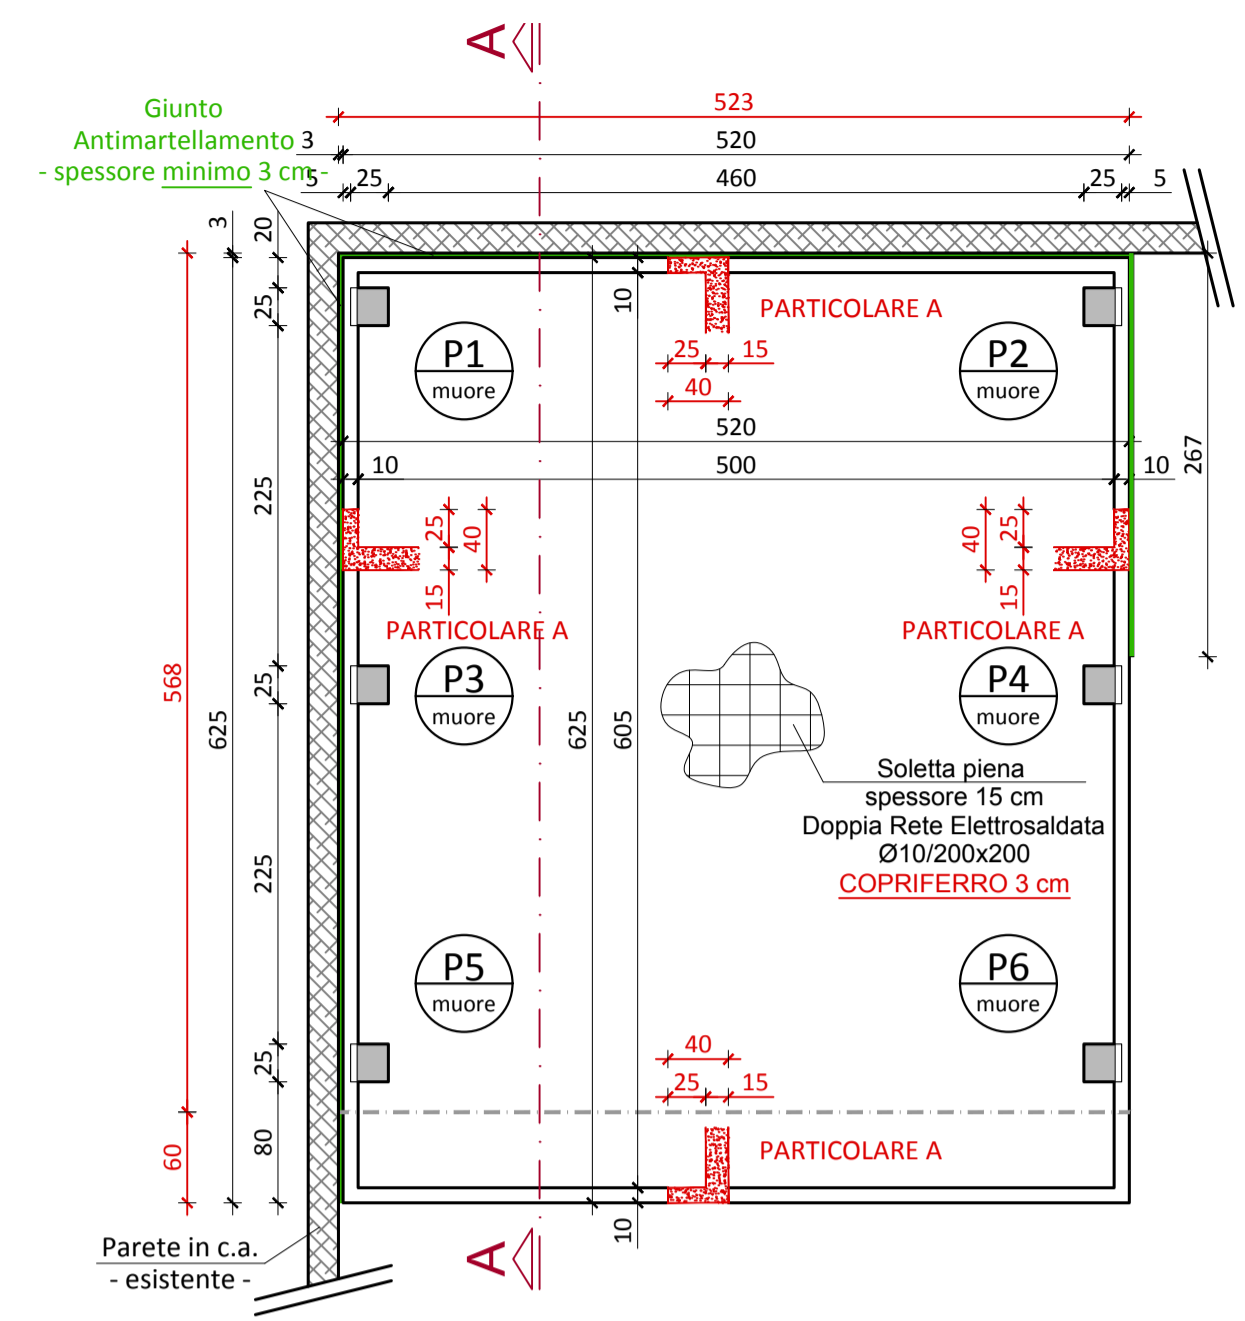 A
523
Giunto
Antimartellamento
- spessore minimo 3 cm -
3
520
5
25
460
25
5
3
20
10
25
PARTICOLARE A
P1
muore
25
15
40
P2
muore
520
10
500
10
267
225
25
40
15
40
25
15
PARTICOLARE A
PARTICOLARE A
568
625
25
P3
muore
625
605
P4
muore
Soletta piena
spessore 15 cm
Doppia Rete Elettrosaldata
Ø10/200x200
COPRIFERRO 3 cm
225
P5
muore
P6
muore
25
40
25
15
60
80
PARTICOLARE A
10
A
Parete in c.a.
- esistente -